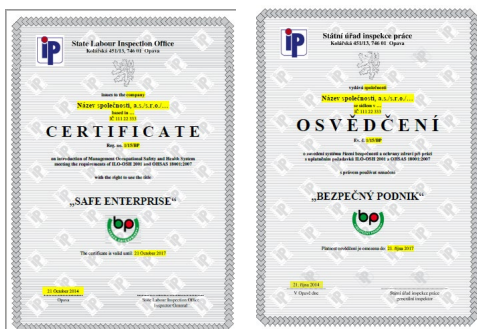 ip
State Labour Inspection Office
Kolářská 451/13, 746 01 Opava
issues to the company
Název společnosti, a.s./s.r.o./…
based in …
IČ 111 22 333
CERTIFICATE
Reg. no. 1/15/BP
on introduction of Management Occupational Safety and Health System
meeting the requirements of ILO-OSH 2001 and OHSAS 18001:2007
with the right to use the title
„SAFE ENTERPRISE“
bp
The certificate is valid until: 21 October 2017
21 October 2014
Opava
State Labour Inspection Office
Inspector General
ip
Státní úřad inspekce práce
Kolářská 451/13, 746 01 Opava
vydává společnosti
Název společnosti, a.s./s.r.o./…
se sídlem v …
IČ 111 22 333
OSVĚDČENÍ
Ev. č. 1/15/BP
o zavedení systému řízení bezpečnosti a ochrany zdraví při práci
s uplatněním požadavků ILO-OSH 2001 a OHSAS 18001:2007
s právem používat označení
„BEZPEČNÝ PODNIK“
bp
Platnost osvědčení je omezena do: 21. října 2017
21. října 2014
V Opavě dne
Státní úřad inspekce práce
generální inspektor